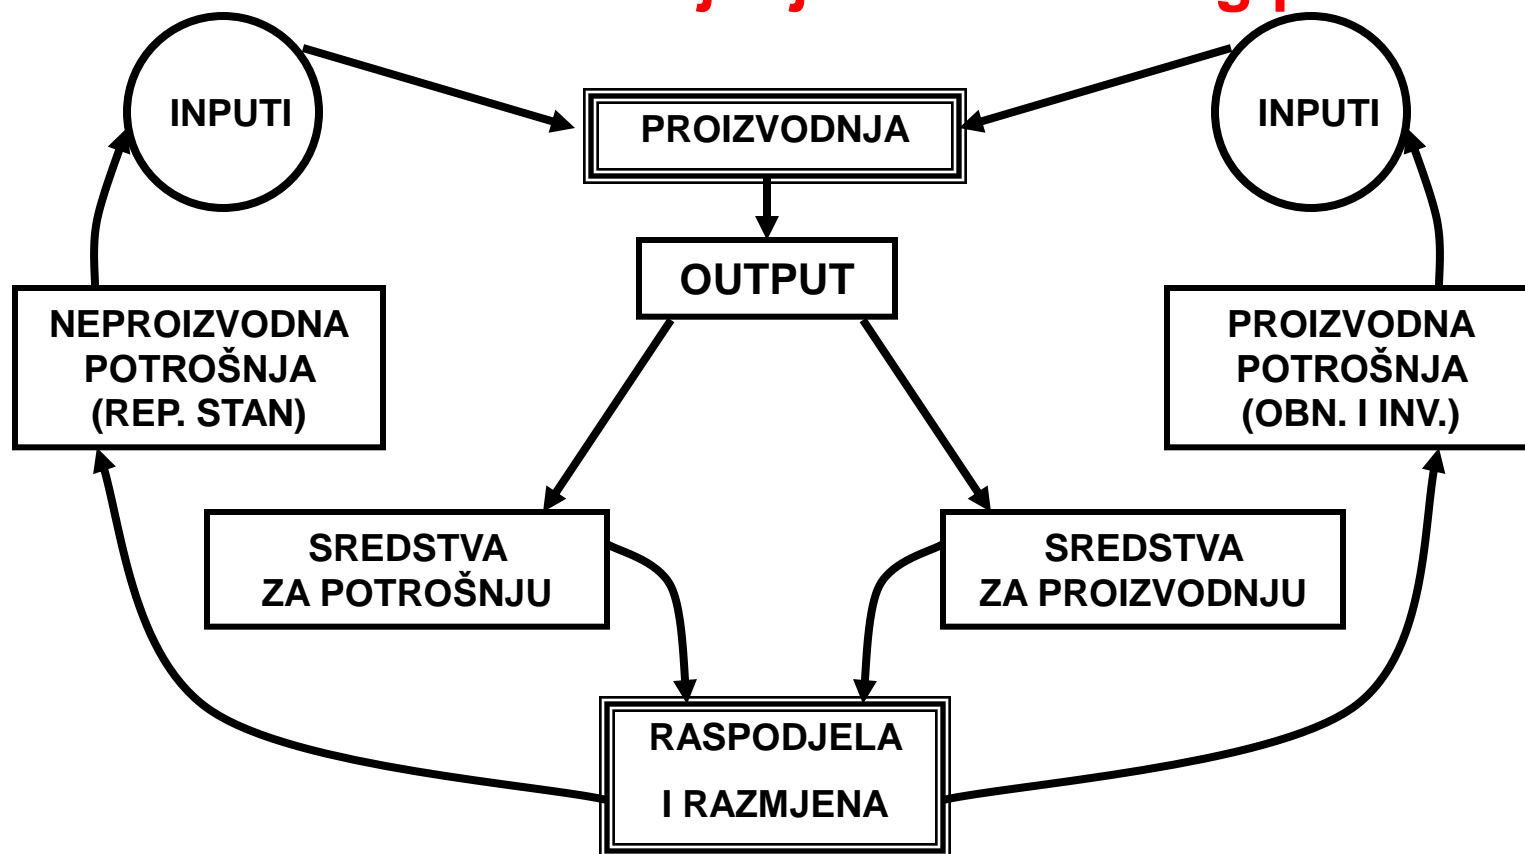 INPUTI
PROIZVODNJA
INPUTI
OUTPUT
NEPROIZVODNA
POTROŠNJA
(REP. STAN)
PROIZVODNA
POTROŠNJA
(OBN. I INV.)
SREDSTVA
ZA POTROŠNJU
SREDSTVA
ZA PROIZVODNJU
RASPODJELA
I RAZMJENA